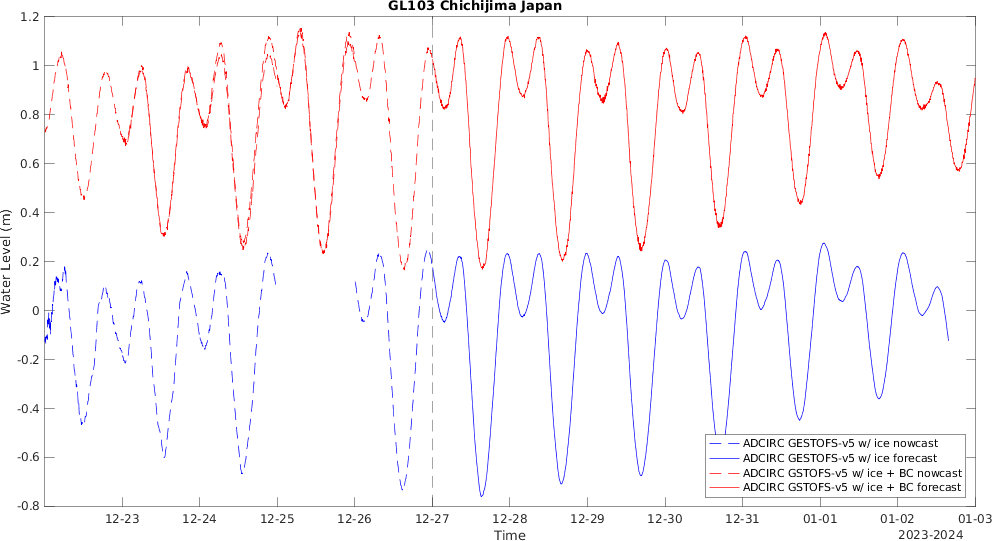 GL103 Chichijima Japan
1.2
1
0.8
0.6
0.4
0.2
0
-0.2
-0.4
-0.6
-0.8
Water Level (m)
ADCIRC GESTOFS-v5 w/ ice nowcast
ADCIRC GESTOFS-v5 w/ ice forecast
ADCIRC GSTOFS-v5 w/ ice + BC nowcast
ADCIRC GSTOFS-v5 w/ ice + BC forecast
12-23 12-24 12-25 12-26 12-27 12-28 12-29 12-30 12-31 01-01 01-02 01-03
Time
2023-2024